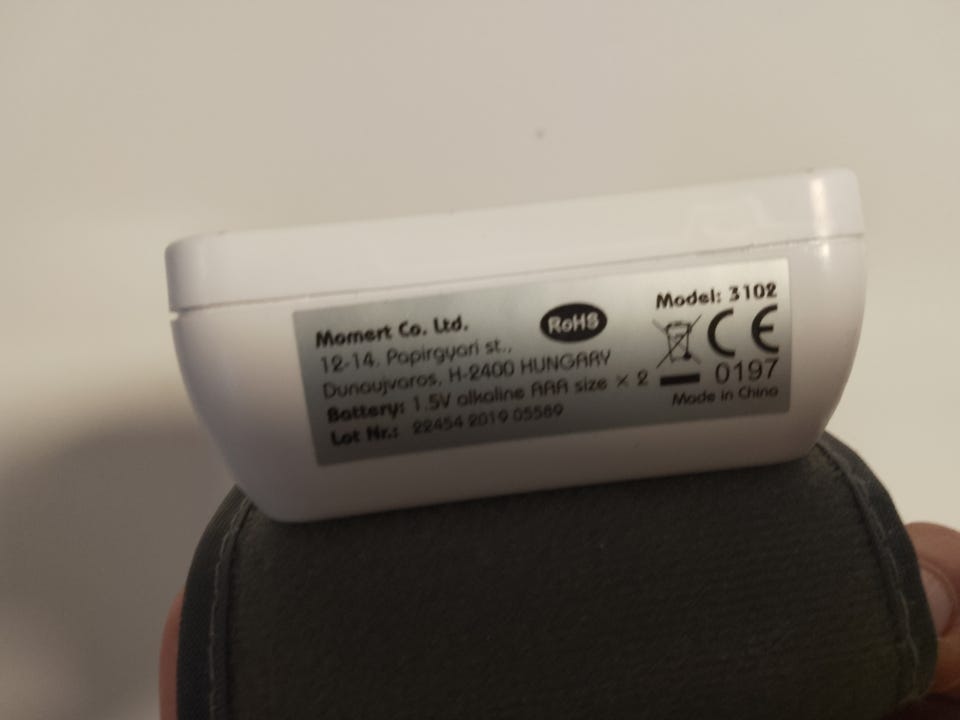 Momert Co. Ltd.
12-14. Papirgyari st.,
Dunaujvaros, H-2400 HUNGARY
Battery: 1.5V alkaline AAA size × 2
Lot Nr.: 22454 2019 05589
RoHS
Model: 3102
CE
0197
Made in China